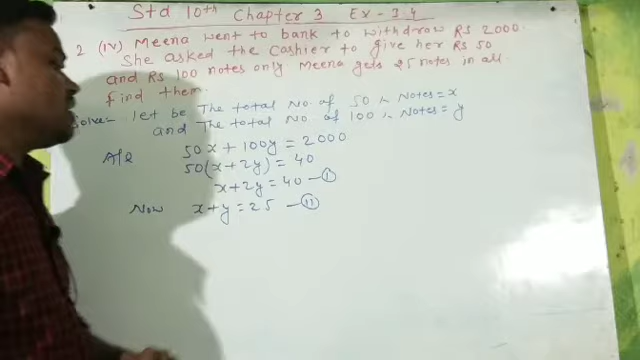 Std 10th Chapter 3 Ex-3.4
2 (iv) Meena went to bank to withdraw RS 2000.
She asked the Cashier to give her RS 50
and RS 100 notes only. Meena gets 25 notes in all.
find them.
Solve:- let be The total No. of 50 Notes = x
and The total No. of 100 Notes = y
A/Q 50x + 100y = 2000
50(x + 2y) = 40
x + 2y = 40 — (I)
Now x + y = 25 — (II)